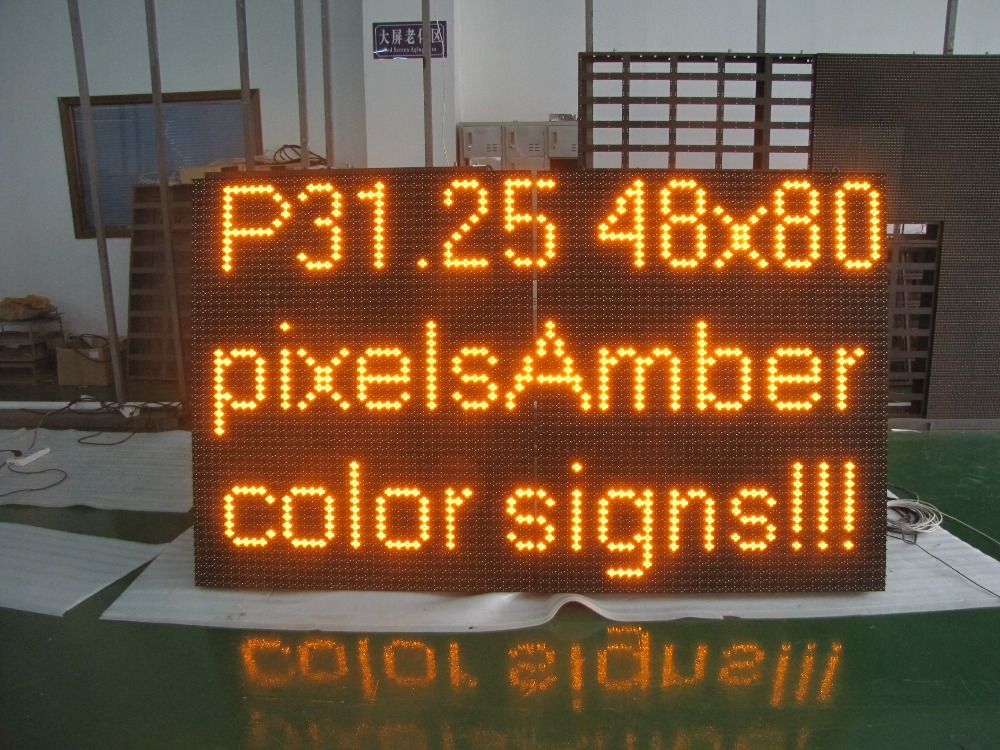 大屏老化区
P31.25 48x80
pixelsAmber
color signs!!!